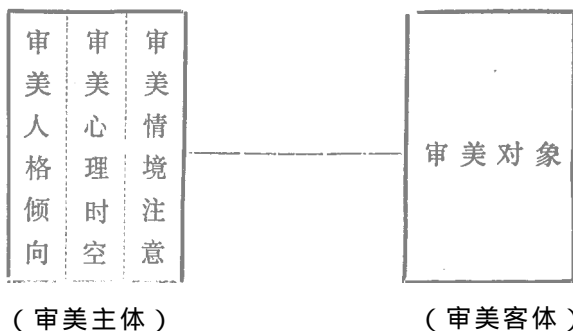 审美人格倾向
审美心理时空
审美情境注意
审美对象
（审美主体）
（审美客体）